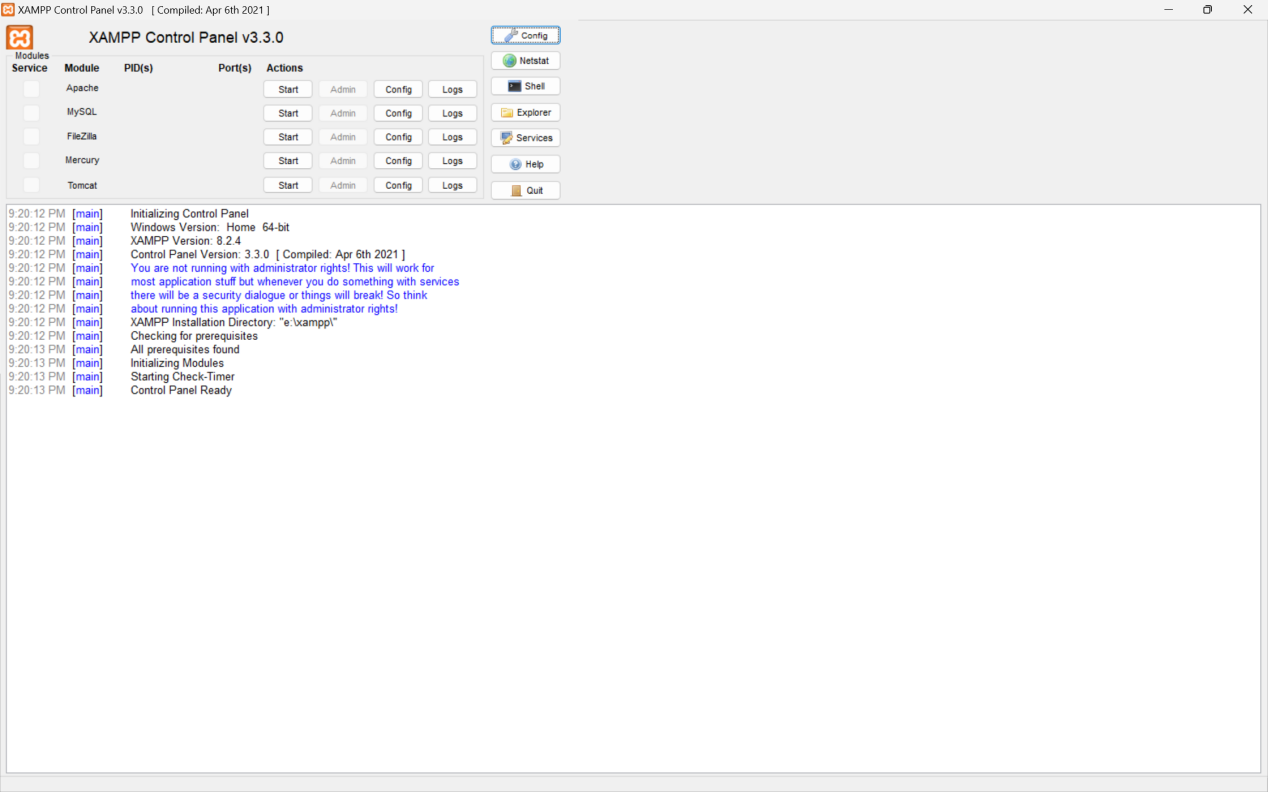 XAMPP Control Panel v3.3.0 [ Compiled: Apr 6th 2021 ]
XAMPP Control Panel v3.3.0
Config
Modules
Service Module PID(s) Port(s) Actions
Netstat
Apache Start Admin Config Logs
Shell
MySQL Start Admin Config Logs
Explorer
FileZilla Start Admin Config Logs
Services
Mercury Start Admin Config Logs
Help
Tomcat Start Admin Config Logs
Quit
9:20:12 PM [main] Initializing Control Panel
9:20:12 PM [main] Windows Version: Home 64-bit
9:20:12 PM [main] XAMPP Version: 8.2.4
9:20:12 PM [main] Control Panel Version: 3.3.0 [ Compiled: Apr 6th 2021 ]
9:20:12 PM [main] You are not running with administrator rights! This will work for
9:20:12 PM [main] most application stuff but whenever you do something with services
9:20:12 PM [main] there will be a security dialogue or things will break! So think
9:20:12 PM [main] about running this application with administrator rights!
9:20:12 PM [main] XAMPP Installation Directory: "e:\xampp\"
9:20:12 PM [main] Checking for prerequisites
9:20:13 PM [main] All prerequisites found
9:20:13 PM [main] Initializing Modules
9:20:13 PM [main] Starting Check-Timer
9:20:13 PM [main] Control Panel Ready